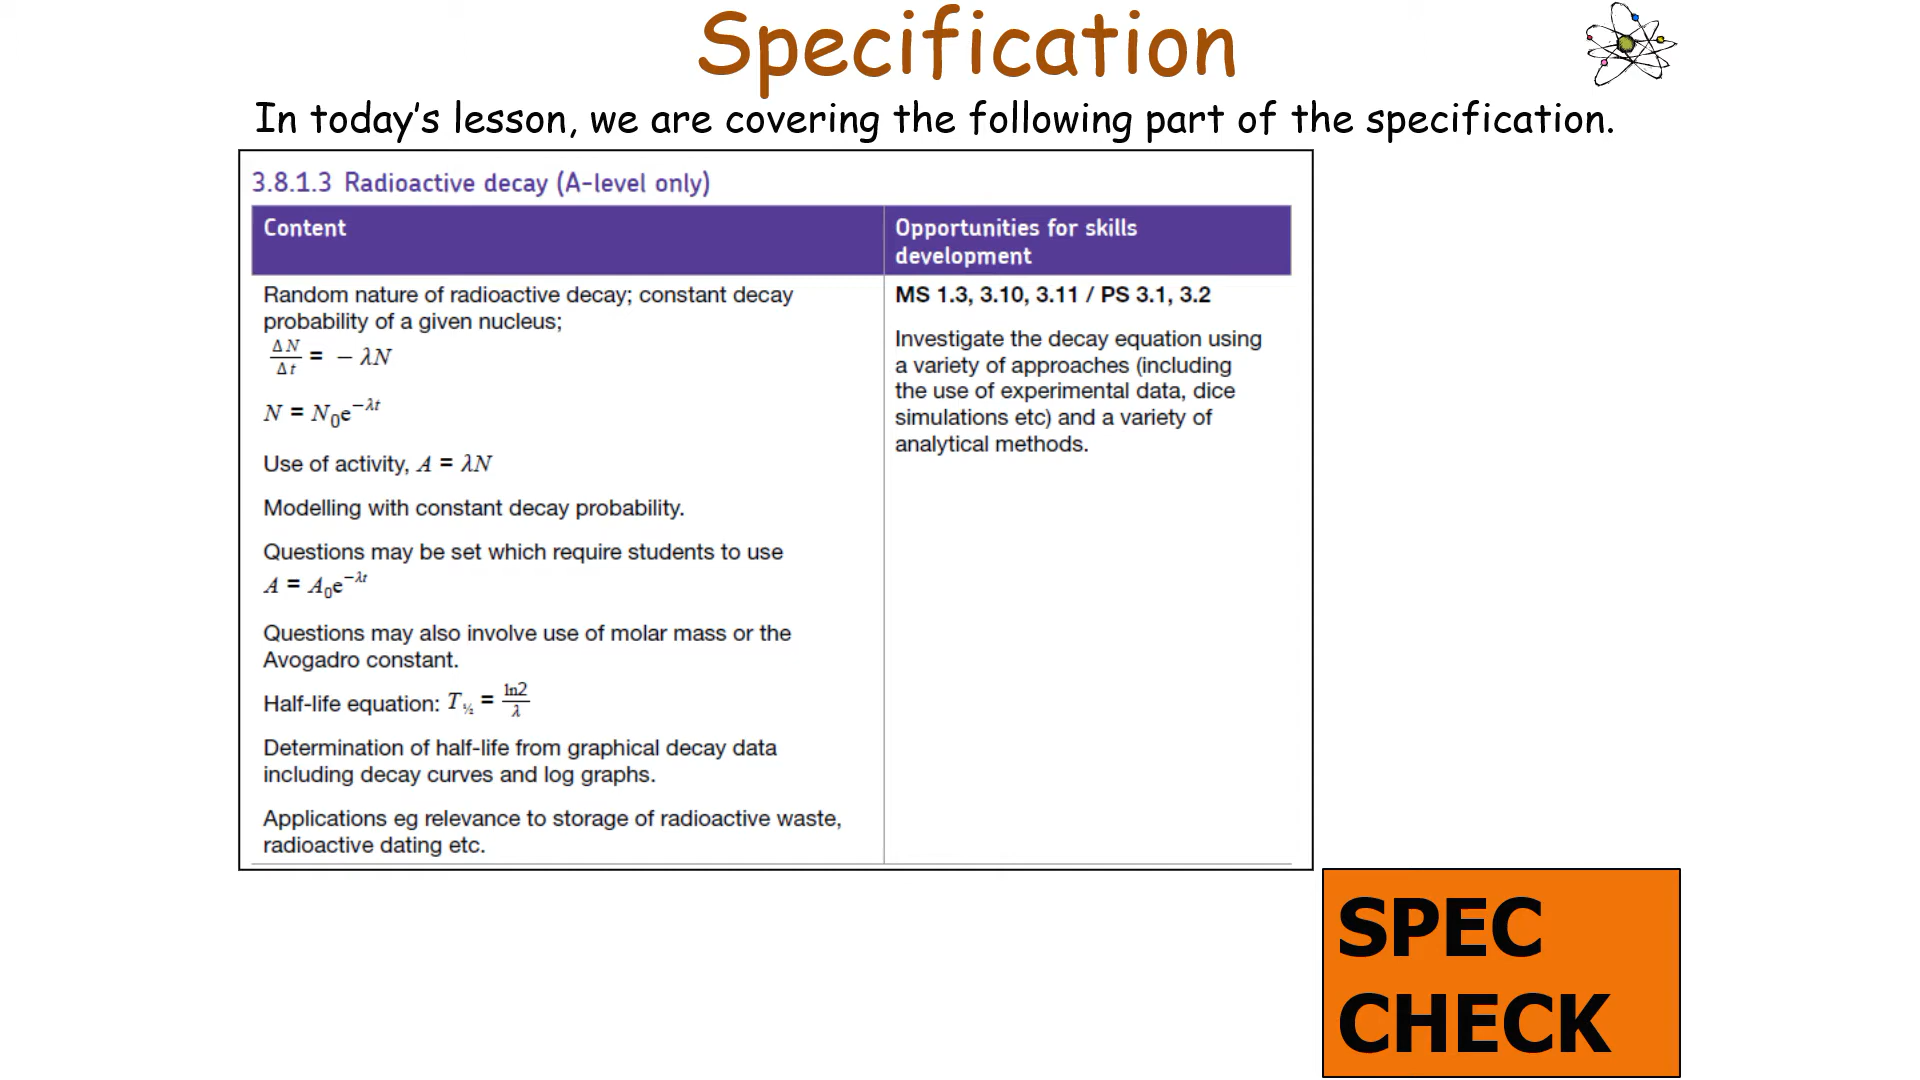 Specification
In today's lesson, we are covering the following part of the specification.
3.8.1.3 Radioactive decay (A-level only)
Content
Opportunities for skills
development
Random nature of radioactive decay; constant decay
probability of a given nucleus;
ΔN/Δt = − λN
N = N₀e^−λt
Use of activity, A = λN
Modelling with constant decay probability.
Questions may be set which require students to use
A = A₀e^−λt
Questions may also involve use of molar mass or the
Avogadro constant.
Half-life equation: T½ = ln2/λ
Determination of half-life from graphical decay data
including decay curves and log graphs.
Applications eg relevance to storage of radioactive waste,
radioactive dating etc.
MS 1.3, 3.10, 3.11 / PS 3.1, 3.2
Investigate the decay equation using
a variety of approaches (including
the use of experimental data, dice
simulations etc) and a variety of
analytical methods.
SPEC
CHECK